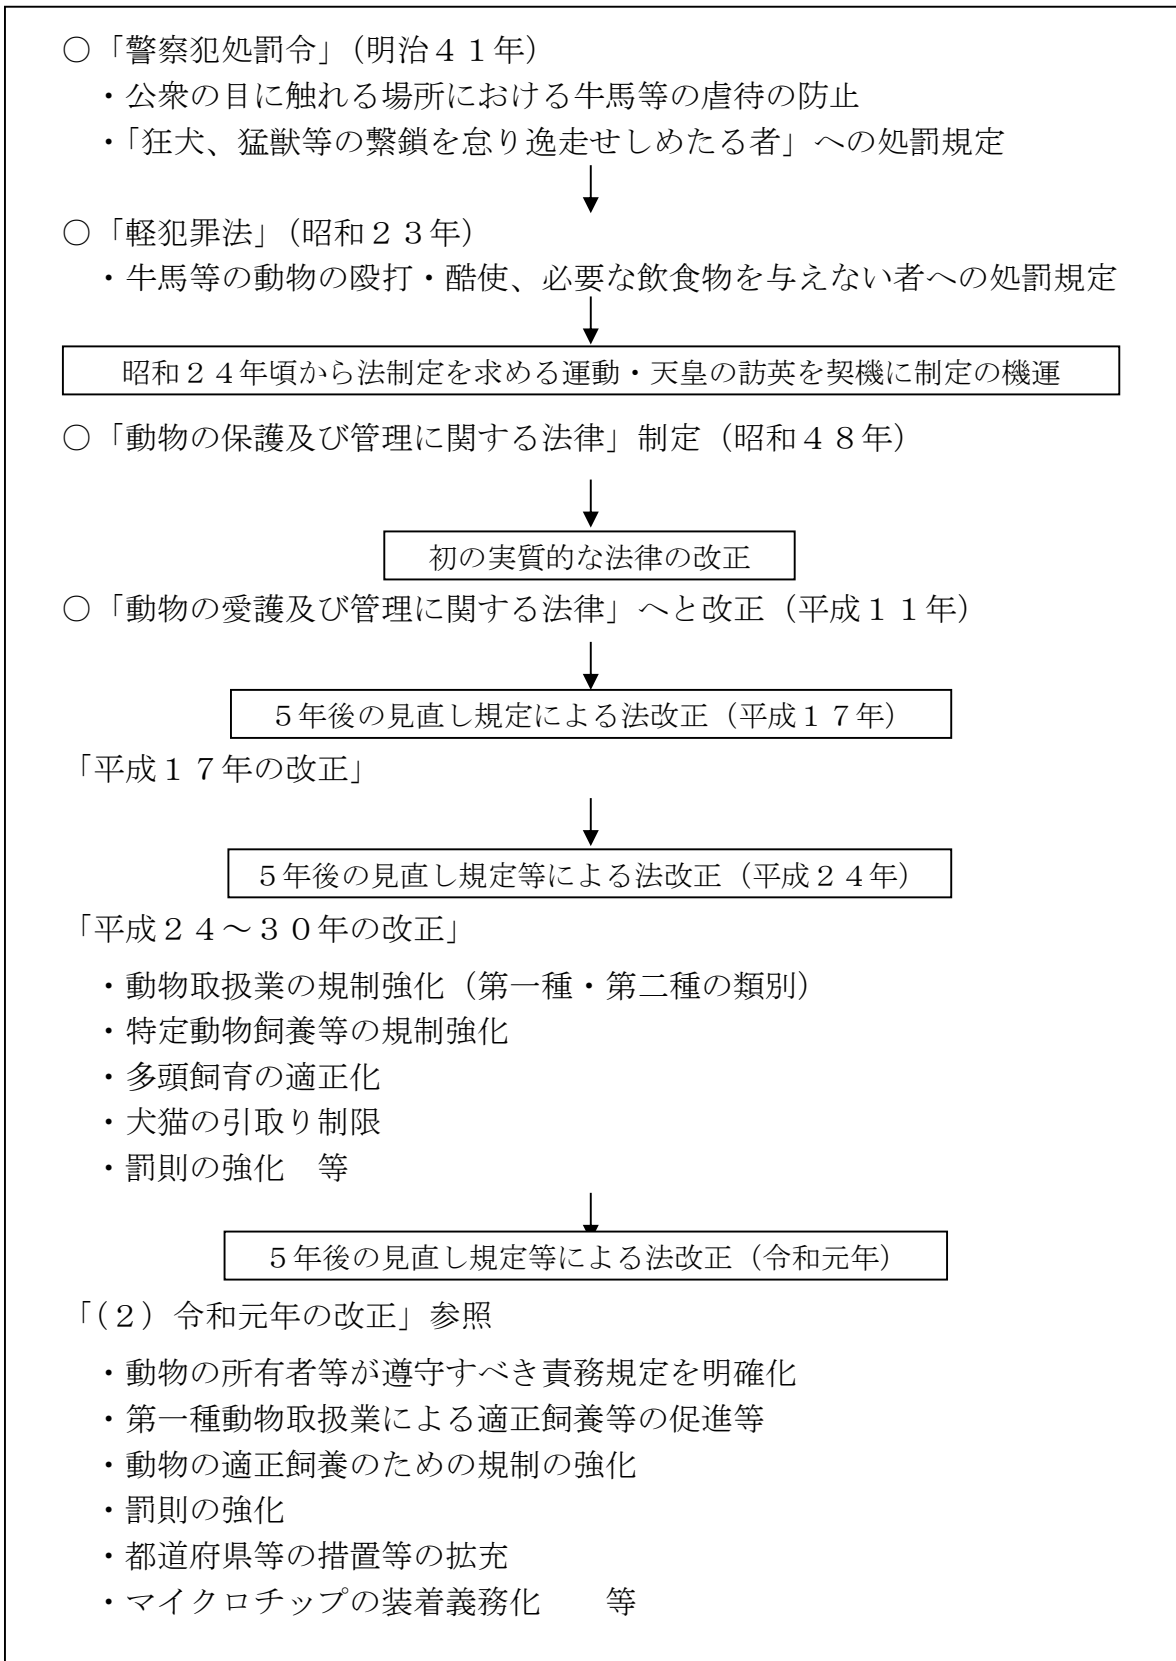 ○「警察犯処罰令」（明治４１年）
・公衆の目に触れる場所における牛馬等の虐待の防止
・「狂犬、猛獣等の繋鎖を怠り逸走せしめたる者」への処罰規定
○「軽犯罪法」（昭和２３年）
・牛馬等の動物の殴打・酷使、必要な飲食物を与えない者への処罰規定
昭和２４年頃から法制定を求める運動・天皇の訪英を契機に制定の機運
○「動物の保護及び管理に関する法律」制定（昭和４８年）
初の実質的な法律の改正
○「動物の愛護及び管理に関する法律」へと改正（平成１１年）
５年後の見直し規定による法改正（平成１７年）
「平成１７年の改正」
５年後の見直し規定等による法改正（平成２４年）
「平成２４～３０年の改正」
・動物取扱業の規制強化（第一種・第二種の類別）
・特定動物飼養等の規制強化
・多頭飼育の適正化
・犬猫の引取り制限
・罰則の強化　等
５年後の見直し規定等による法改正（令和元年）
「（２）令和元年の改正」参照
・動物の所有者等が遵守すべき責務規定を明確化
・第一種動物取扱業による適正飼養等の促進等
・動物の適正飼養のための規制の強化
・罰則の強化
・都道府県等の措置等の拡充
・マイクロチップの装着義務化　　等